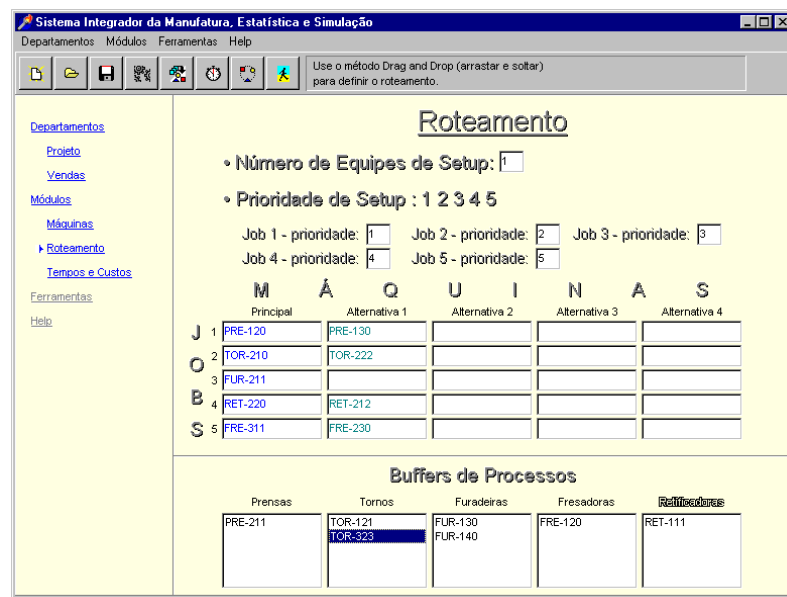 Sistema Integrador da Manufatura, Estatística e Simulação
Departamentos Módulos Ferramentas Help
Use o método Drag and Drop (arrastar e soltar)
para definir o roteamento.
Departamentos
Projeto
Vendas
Módulos
Máquinas
Roteamento
Tempos e Custos
Ferramentas
Help
Roteamento
• Número de Equipes de Setup: 1
• Prioridade de Setup : 1 2 3 4 5
Job 1 - prioridade: 1 Job 2 - prioridade: 2 Job 3 - prioridade: 3
Job 4 - prioridade: 4 Job 5 - prioridade: 5
M Á Q U I N A S
Principal Alternativa 1 Alternativa 2 Alternativa 3 Alternativa 4
J O B S
1 PRE-120 PRE-130
2 TOR-210 TOR-222
3 FUR-211
4 RET-220 RET-212
5 FRE-311 FRE-230
Buffers de Processos
Prensas Tornos Furadeiras Fresadoras Retificadoras
PRE-211 TOR-121 FUR-130 FRE-120 RET-111
TOR-323 FUR-140